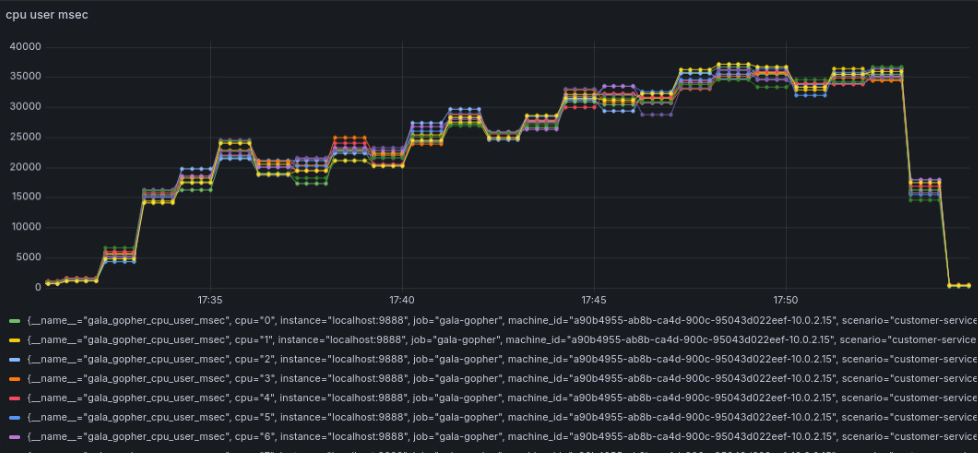 cpu user msec
40000
35000
30000
25000
20000
15000
10000
5000
0
17:35 17:40 17:45 17:50
{__name__="gala_gopher_cpu_user_msec", cpu="0", instance="localhost:9888", job="gala-gopher", machine_id="a90b4955-ab8b-ca4d-900c-95043d022eef-10.0.2.15", scenario="customer-service
{__name__="gala_gopher_cpu_user_msec", cpu="1", instance="localhost:9888", job="gala-gopher", machine_id="a90b4955-ab8b-ca4d-900c-95043d022eef-10.0.2.15", scenario="customer-service
{__name__="gala_gopher_cpu_user_msec", cpu="2", instance="localhost:9888", job="gala-gopher", machine_id="a90b4955-ab8b-ca4d-900c-95043d022eef-10.0.2.15", scenario="customer-service
{__name__="gala_gopher_cpu_user_msec", cpu="3", instance="localhost:9888", job="gala-gopher", machine_id="a90b4955-ab8b-ca4d-900c-95043d022eef-10.0.2.15", scenario="customer-service
{__name__="gala_gopher_cpu_user_msec", cpu="4", instance="localhost:9888", job="gala-gopher", machine_id="a90b4955-ab8b-ca4d-900c-95043d022eef-10.0.2.15", scenario="customer-service
{__name__="gala_gopher_cpu_user_msec", cpu="5", instance="localhost:9888", job="gala-gopher", machine_id="a90b4955-ab8b-ca4d-900c-95043d022eef-10.0.2.15", scenario="customer-service
{__name__="gala_gopher_cpu_user_msec", cpu="6", instance="localhost:9888", job="gala-gopher", machine_id="a90b4955-ab8b-ca4d-900c-95043d022eef-10.0.2.15", scenario="customer-service